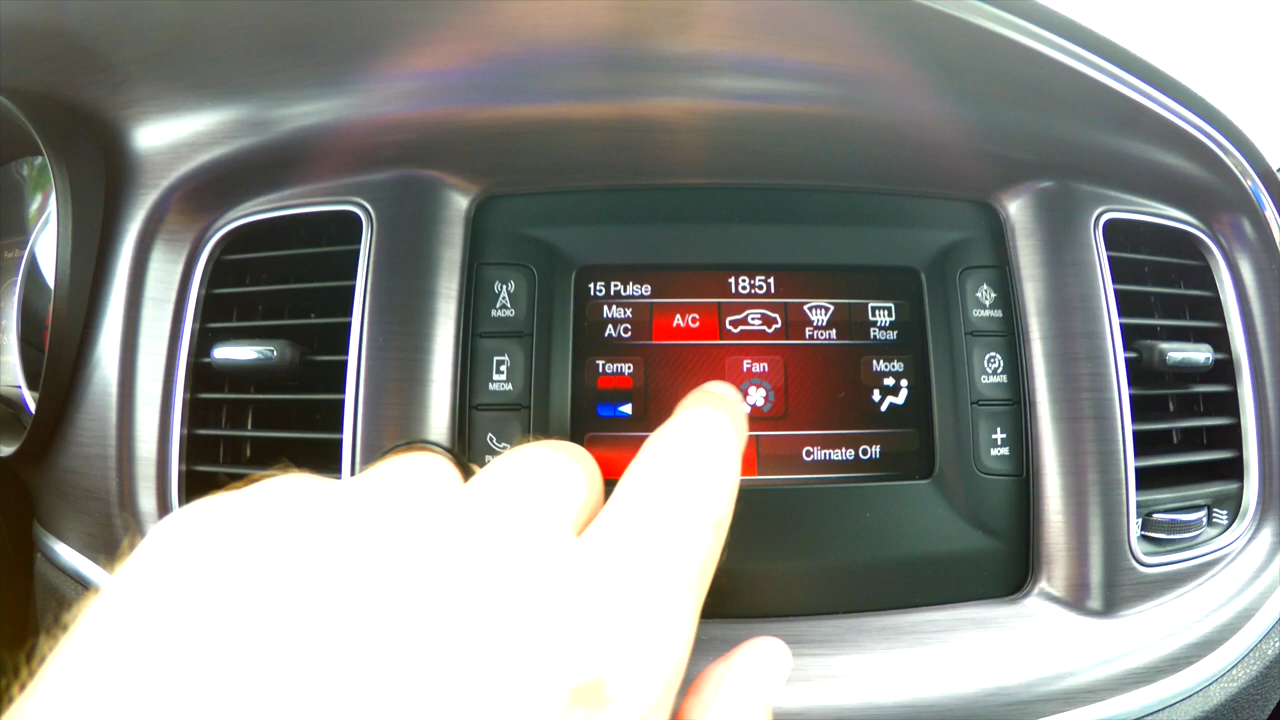 15 Pulse
18:51
Max
A/C
A/C
Front
Rear
Temp
Fan
Mode
Climate Off
RADIO
MEDIA
COMPASS
CLIMATE
MORE